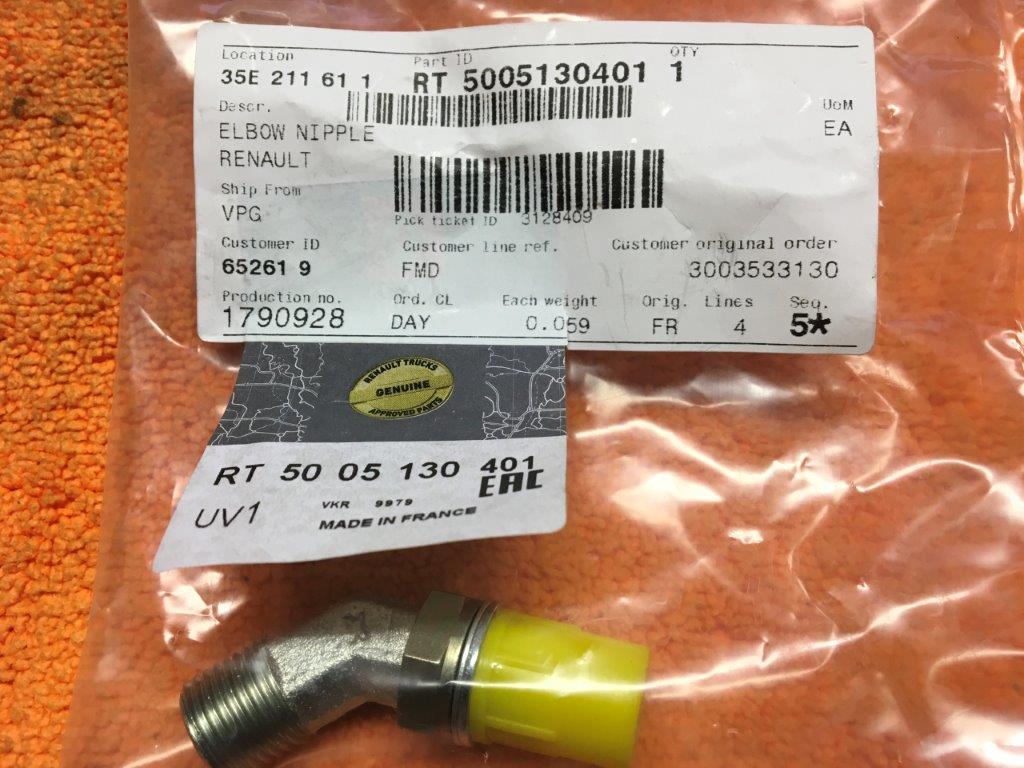 Location Part ID QTY
35E 211 61 1 RT 5005130401 1
Descr. UoM
ELBOW NIPPLE EA
RENAULT
Ship From
VPG Pick ticket ID 3128409
Customer ID Customer line ref. Customer original order
65261 9 FMD 3003533130
Production no. Ord. CL Each weight Orig. Lines Seq.
1790928 DAY 0.059 FR 4 5*
RENAULT TRUCKS
GENUINE
APPROVED PARTS
RT 50 05 130 401
EAC
VKR 9979
UV1 MADE IN FRANCE